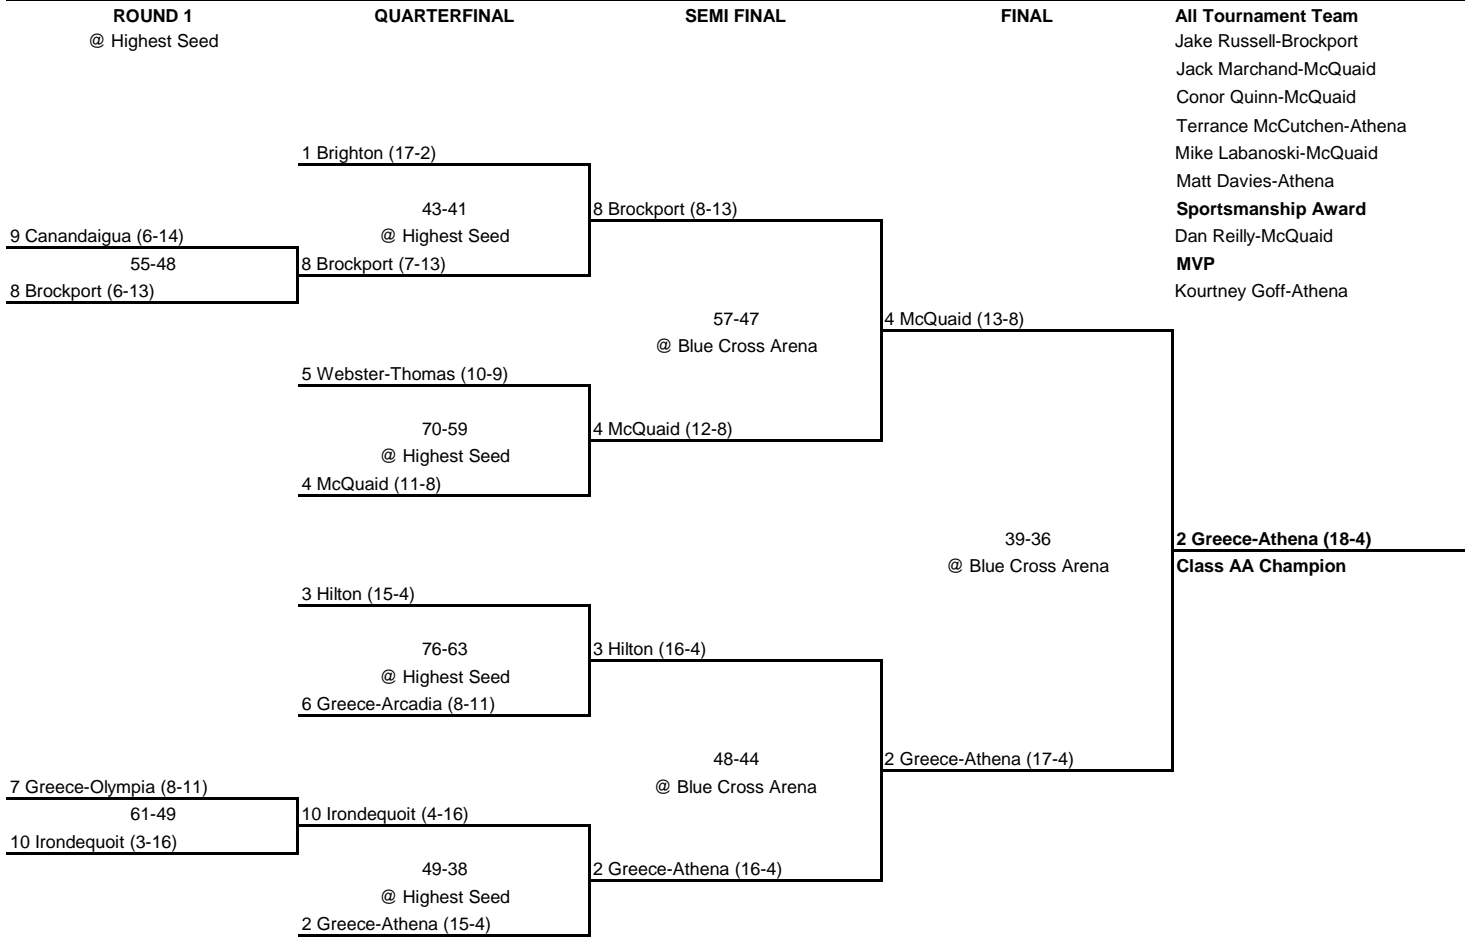 ROUND 1
@ Highest Seed
QUARTERFINAL
SEMI FINAL
FINAL
All Tournament Team
Jake Russell-Brockport
Jack Marchand-McQuaid
Conor Quinn-McQuaid
Terrance McCutchen-Athena
Mike Labanoski-McQuaid
Matt Davies-Athena
Sportsmanship Award
Dan Reilly-McQuaid
MVP
Kourtney Goff-Athena
9 Canandaigua (6-14)
55-48
8 Brockport (6-13)
7 Greece-Olympia (8-11)
61-49
10 Irondequoit (3-16)
1 Brighton (17-2)
43-41
@ Highest Seed
8 Brockport (7-13)
5 Webster-Thomas (10-9)
70-59
@ Highest Seed
4 McQuaid (11-8)
3 Hilton (15-4)
76-63
@ Highest Seed
6 Greece-Arcadia (8-11)
10 Irondequoit (4-16)
49-38
@ Highest Seed
2 Greece-Athena (15-4)
8 Brockport (8-13)
57-47
@ Blue Cross Arena
4 McQuaid (12-8)
3 Hilton (16-4)
48-44
@ Blue Cross Arena
2 Greece-Athena (16-4)
4 McQuaid (13-8)
39-36
@ Blue Cross Arena
2 Greece-Athena (17-4)
2 Greece-Athena (18-4)
Class AA Champion